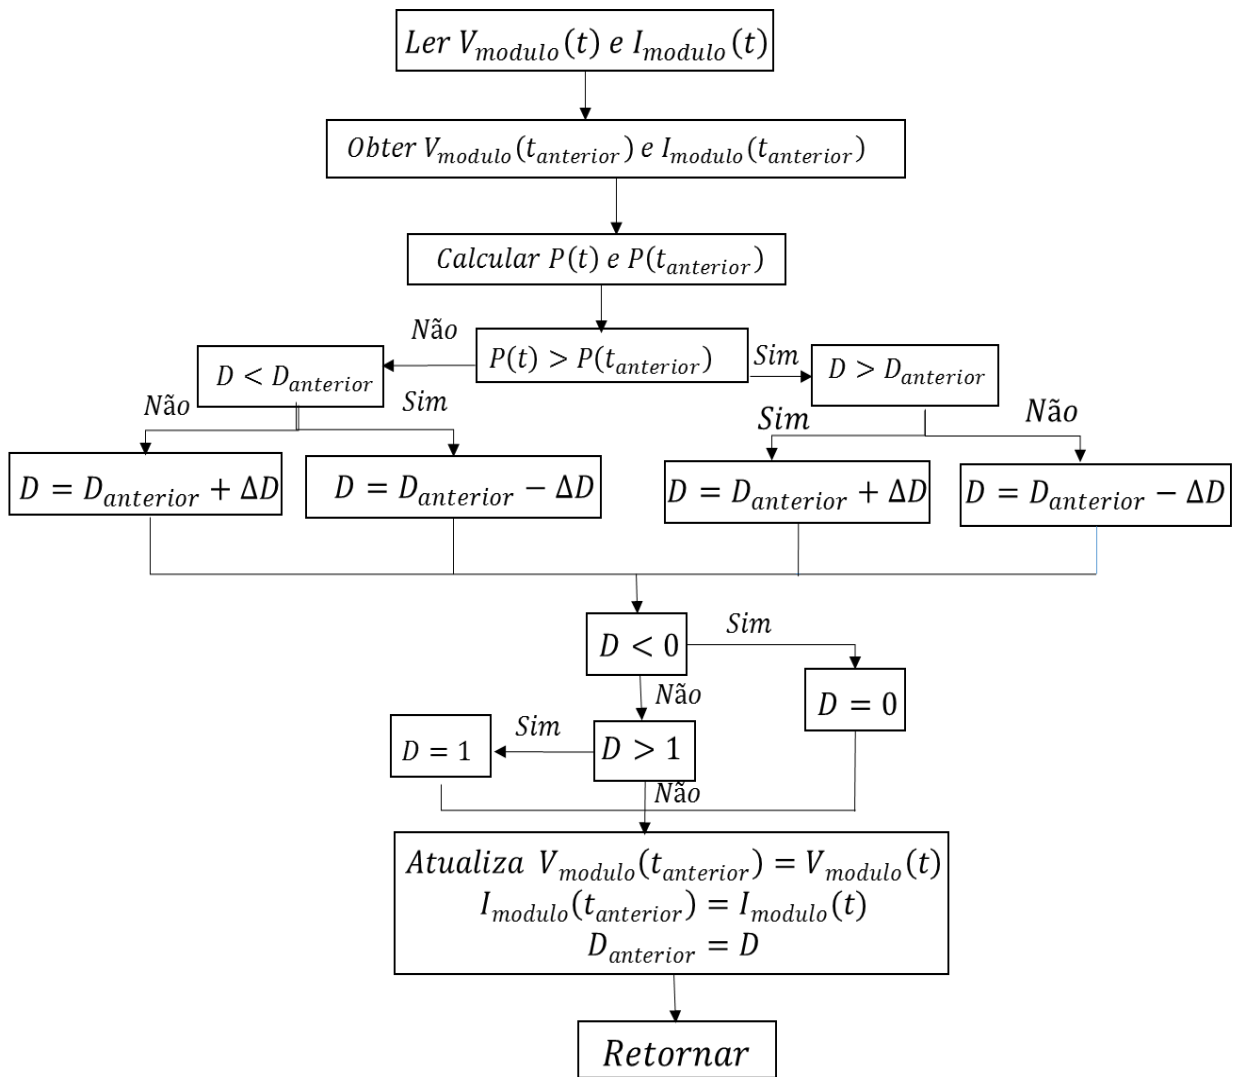 Ler V_modulo(t) e I_modulo(t)
Obter V_modulo(t_anterior) e I_modulo(t_anterior)
Calcular P(t) e P(t_anterior)
Não
P(t) > P(t_anterior)
Sim
D < D_anterior
D > D_anterior
Não
Sim
Sim
Não
D = D_anterior + ΔD
D = D_anterior − ΔD
D = D_anterior + ΔD
D = D_anterior − ΔD
D < 0
Sim
Não
D = 0
D = 1
Sim
D > 1
Não
Atualiza V_modulo(t_anterior) = V_modulo(t)
I_modulo(t_anterior) = I_modulo(t)
D_anterior = D
Retornar